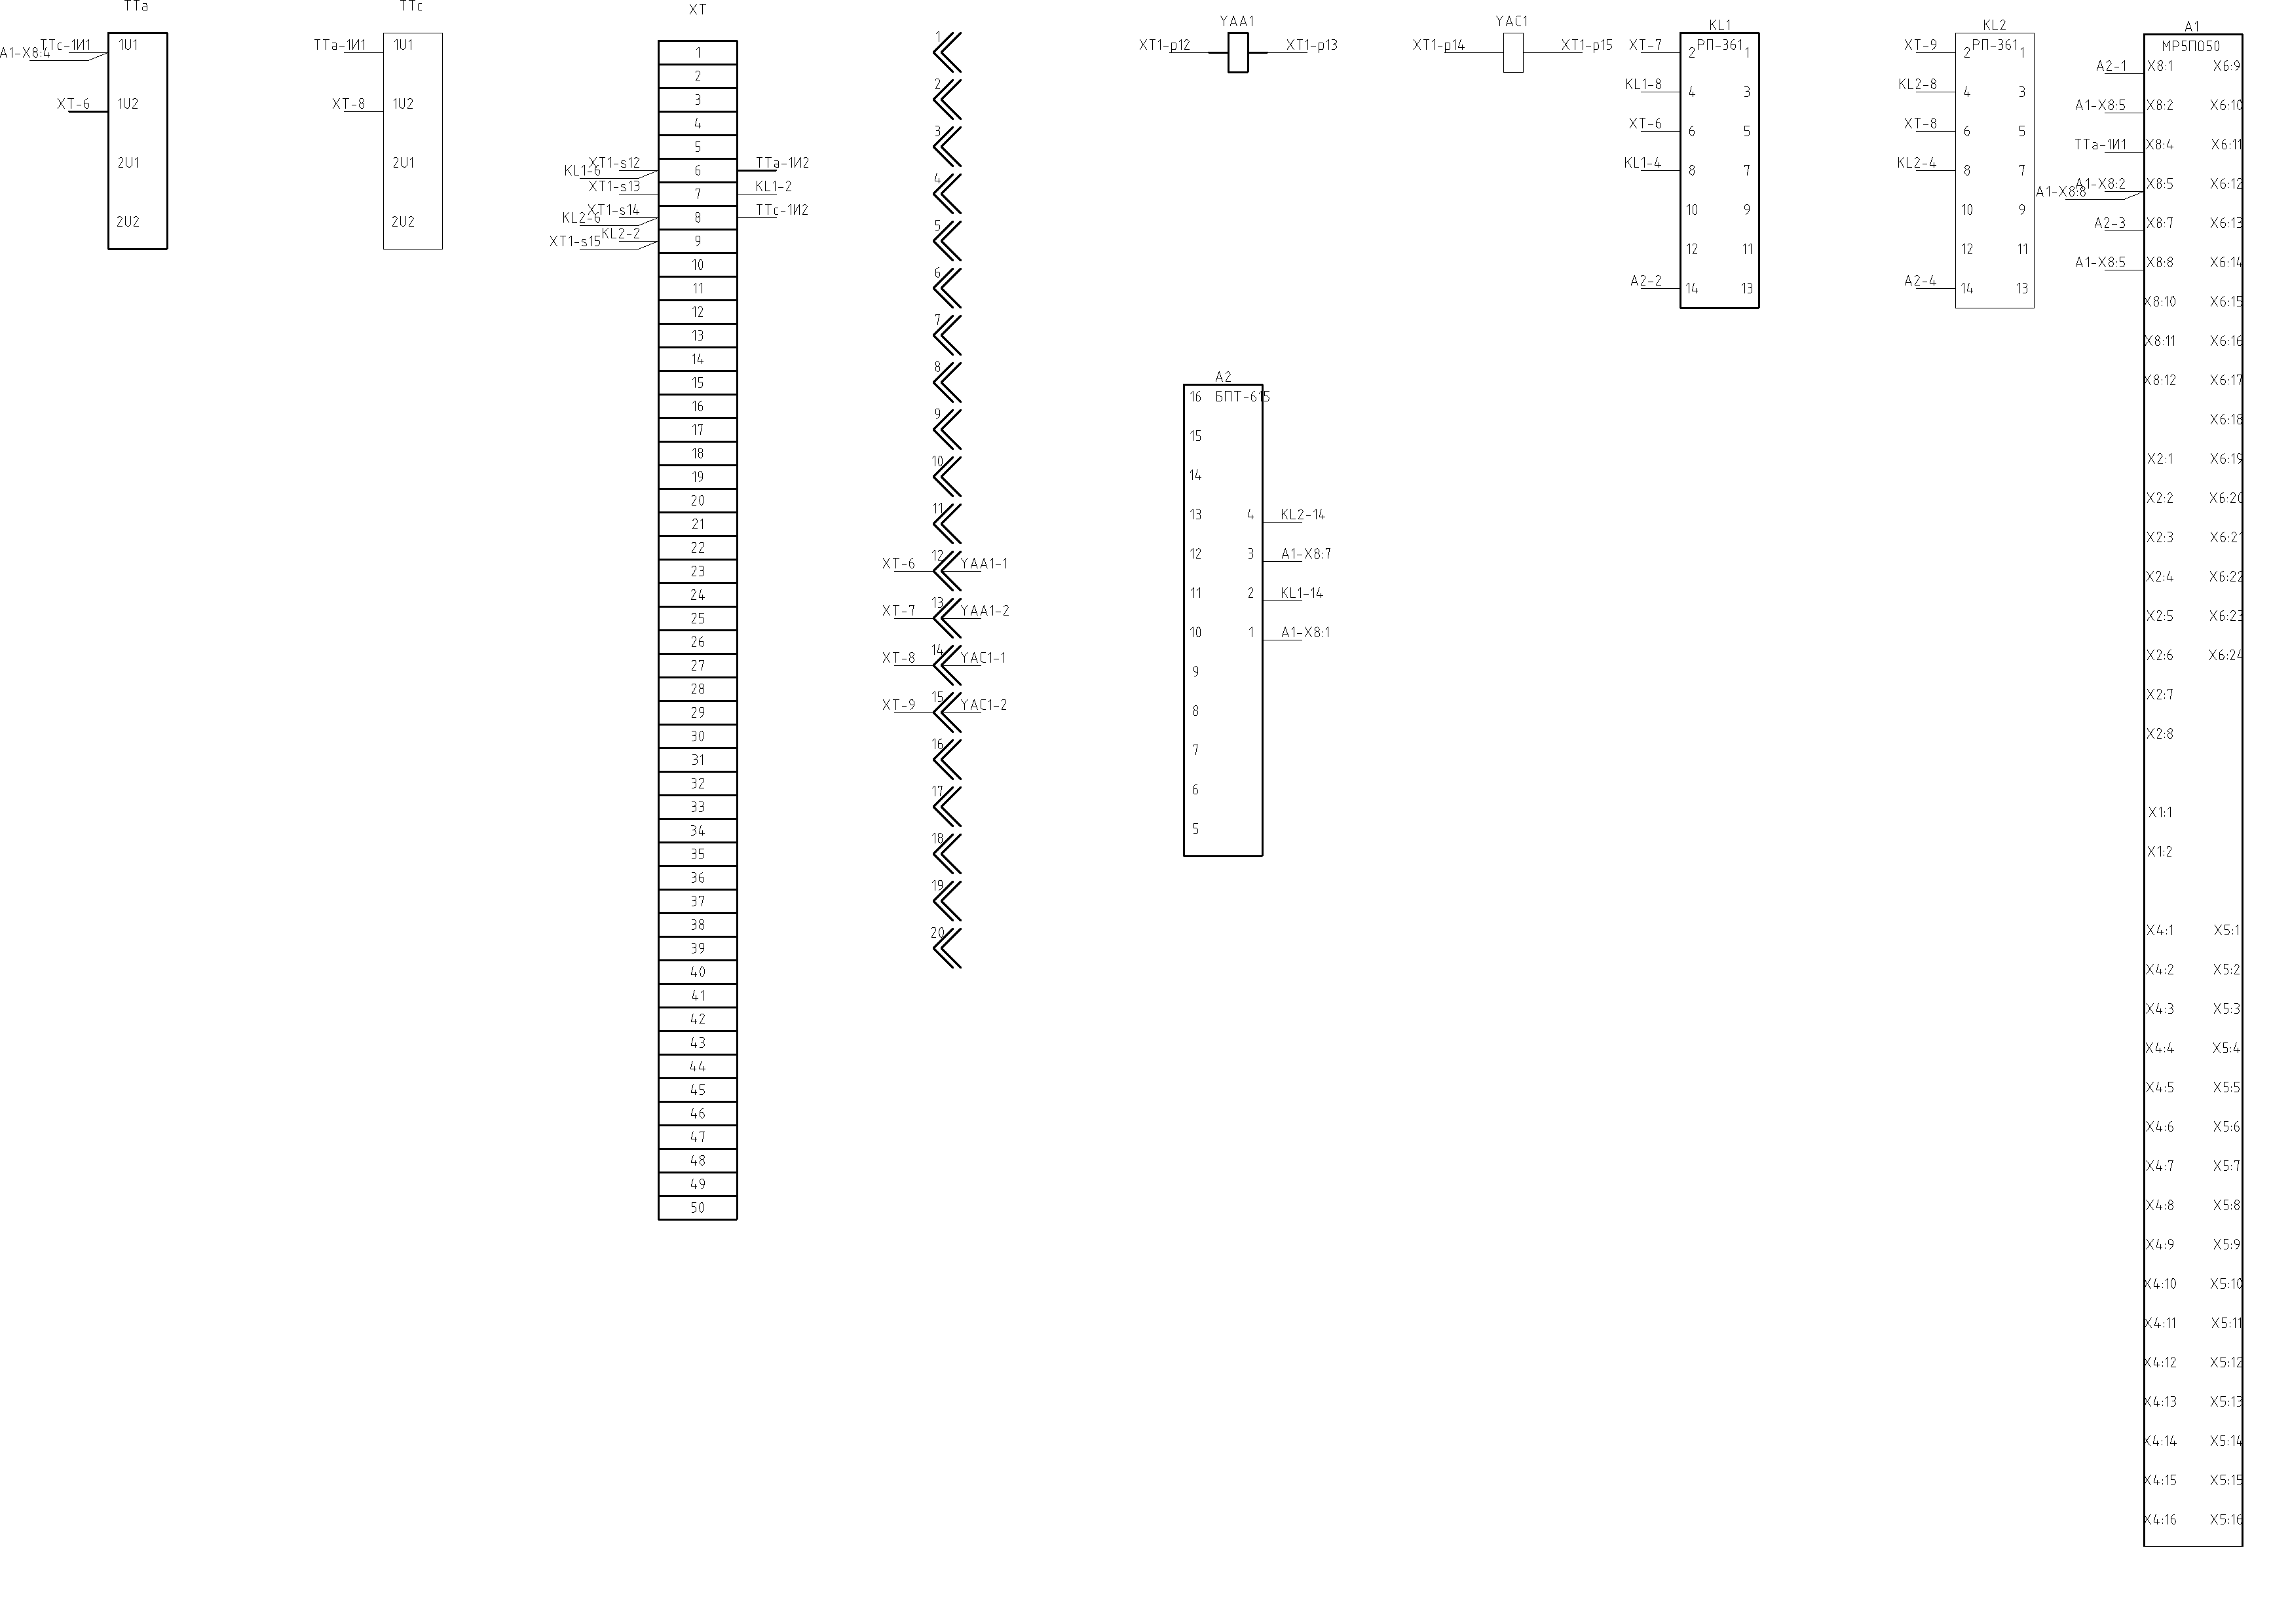 TTa
TTc-1И1
A1-X8:4
1U1
XT-6
1U2
2U1
2U2
TTc
TTa-1И1
1U1
XT-8
1U2
2U1
2U2
XT
1
2
3
4
5
XT1-s12
KL1-6
6
TTa-1И2
XT1-s13
7
KL1-2
XT1-s14
KL2-6
8
TTc-1И2
KL2-2
XT1-s15
9
10
11
12
13
14
15
16
17
18
19
20
21
22
23
24
25
26
27
28
29
30
31
32
33
34
35
36
37
38
39
40
41
42
43
44
45
46
47
48
49
50
1
2
3
4
5
6
7
8
9
10
11
XT-6 12 YAA1-1
XT-7 13 YAA1-2
XT-8 14 YAC1-1
XT-9 15 YAC1-2
16
17
18
19
20
YAA1
XT1-p12 XT1-p13
YAC1
XT1-p14 XT1-p15
A2
16 БПТ-615
15
14
13 4 KL2-14
12 3 A1-X8:7
11 2 KL1-14
10 1 A1-X8:1
9
8
7
6
5
KL1
XT-7 2 РП-361 1
KL1-8 4 3
XT-6 6 5
KL1-4 8 7
10 9
12 11
A2-2 14 13
KL2
XT-9 2 РП-361 1
KL2-8 4 3
XT-8 6 5
KL2-4 8 7
10 9
12 11
A2-4 14 13
A1
МР5ПО50
A2-1 X8:1 X6:9
A1-X8:5 X8:2 X6:10
TTa-1И1 X8:4 X6:11
A1-X8:2 X8:5 X6:12
A1-X8:8
A2-3 X8:7 X6:13
A1-X8:5 X8:8 X6:14
X8:10 X6:15
X8:11 X6:16
X8:12 X6:17
X6:18
X2:1 X6:19
X2:2 X6:20
X2:3 X6:21
X2:4 X6:22
X2:5 X6:23
X2:6 X6:24
X2:7
X2:8
X1:1
X1:2
X4:1 X5:1
X4:2 X5:2
X4:3 X5:3
X4:4 X5:4
X4:5 X5:5
X4:6 X5:6
X4:7 X5:7
X4:8 X5:8
X4:9 X5:9
X4:10 X5:10
X4:11 X5:11
X4:12 X5:12
X4:13 X5:13
X4:14 X5:14
X4:15 X5:15
X4:16 X5:16